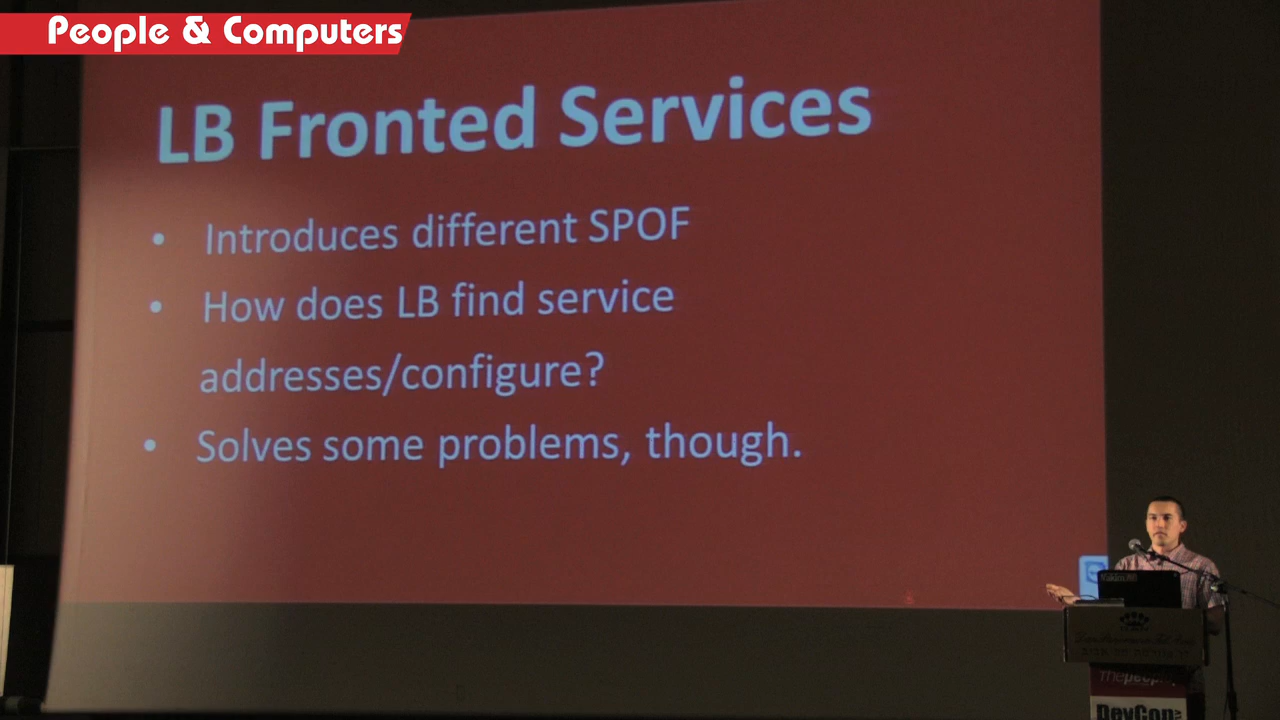 People & Computers
LB Fronted Services
• Introduces different SPOF
• How does LB find service
addresses/configure?
• Solves some problems, though.
thepeople
DevCon